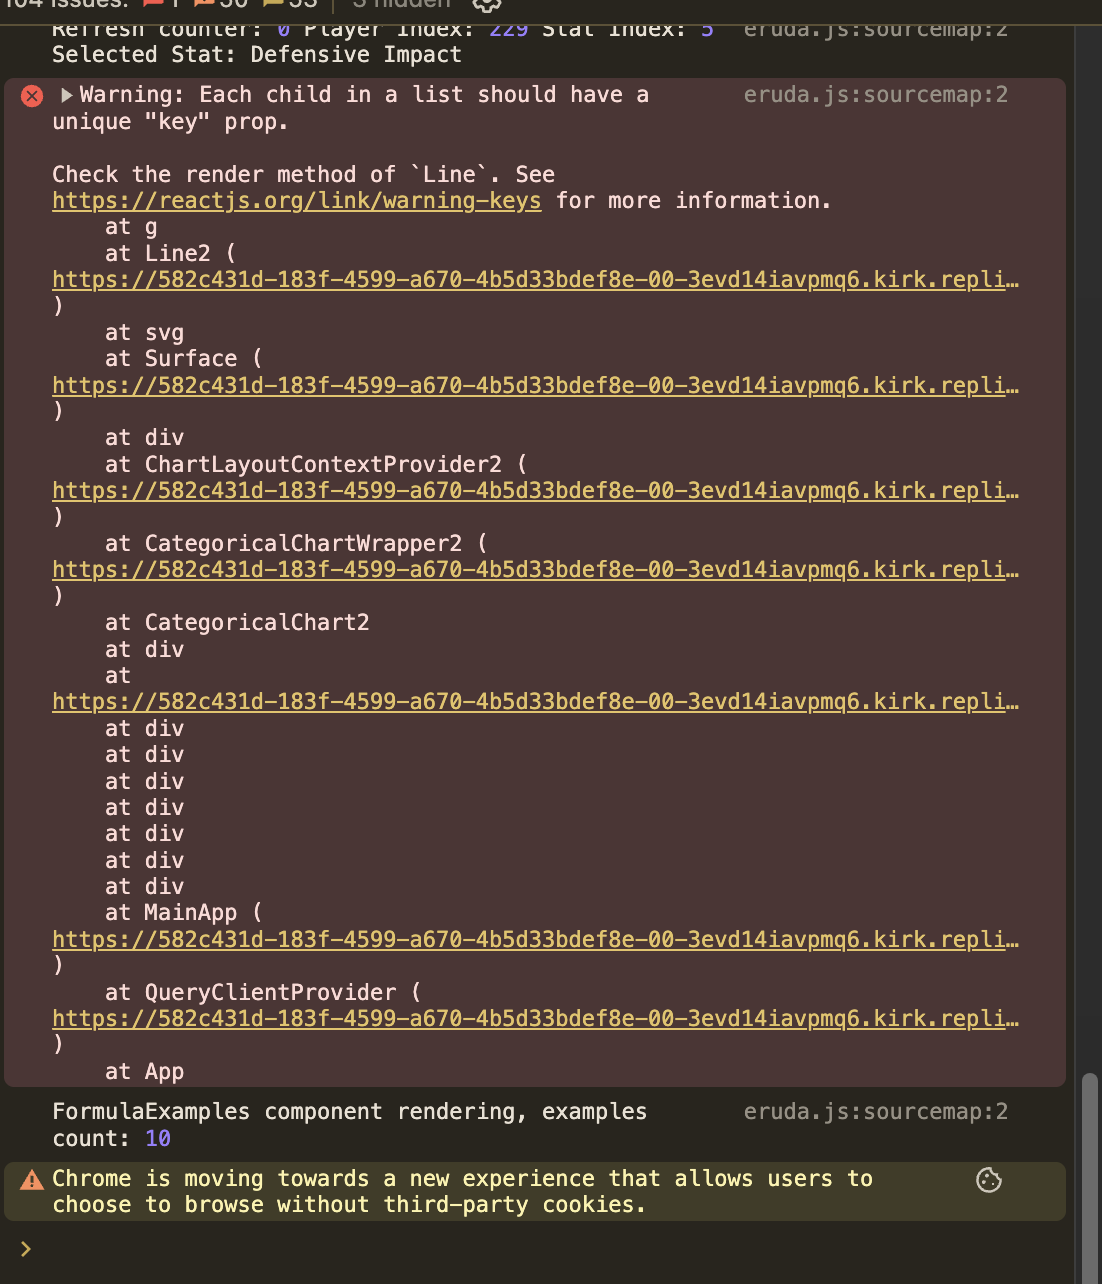 104 Issues: 1 50 53 3 hidden
Refresh counter: 0 Player Index: 229 Stat Index: 5 eruda.js:sourcemap:2
Selected Stat: Defensive Impact
Warning: Each child in a list should have a eruda.js:sourcemap:2
unique "key" prop.
Check the render method of `Line`. See
https://reactjs.org/link/warning-keys for more information.
at g
at Line2 (
https://582c431d-183f-4599-a670-4b5d33bdef8e-00-3evd14iavpmq6.kirk.repli…
)
at svg
at Surface (
https://582c431d-183f-4599-a670-4b5d33bdef8e-00-3evd14iavpmq6.kirk.repli…
)
at div
at ChartLayoutContextProvider2 (
https://582c431d-183f-4599-a670-4b5d33bdef8e-00-3evd14iavpmq6.kirk.repli…
)
at CategoricalChartWrapper2 (
https://582c431d-183f-4599-a670-4b5d33bdef8e-00-3evd14iavpmq6.kirk.repli…
)
at CategoricalChart2
at div
at
https://582c431d-183f-4599-a670-4b5d33bdef8e-00-3evd14iavpmq6.kirk.repli…
at div
at div
at div
at div
at div
at div
at div
at MainApp (
https://582c431d-183f-4599-a670-4b5d33bdef8e-00-3evd14iavpmq6.kirk.repli…
)
at QueryClientProvider (
https://582c431d-183f-4599-a670-4b5d33bdef8e-00-3evd14iavpmq6.kirk.repli…
)
at App
FormulaExamples component rendering, examples eruda.js:sourcemap:2
count: 10
Chrome is moving towards a new experience that allows users to
choose to browse without third-party cookies.